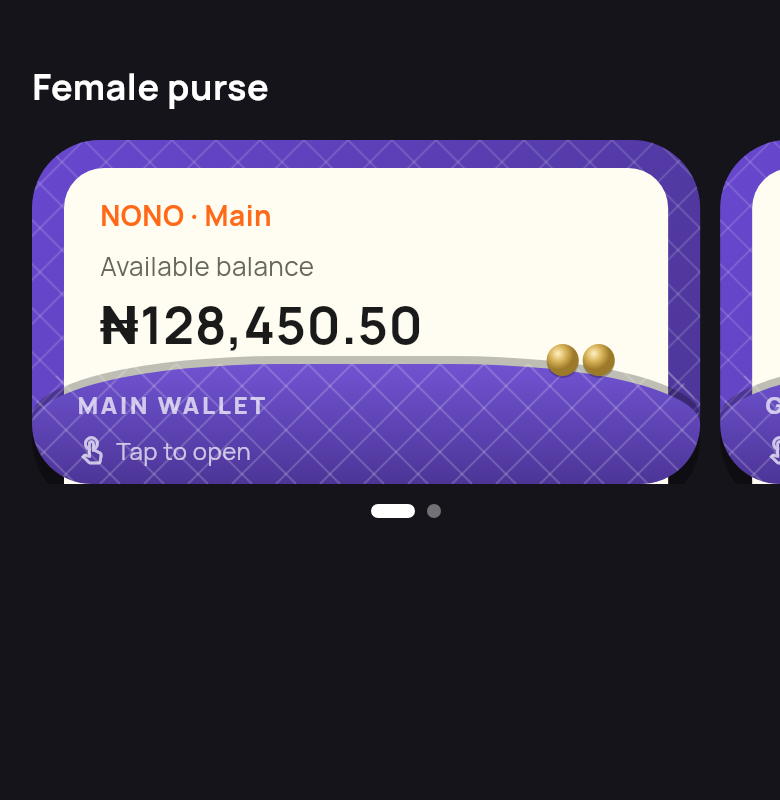 Female purse
NONO · Main
Available balance
₦128,450.50
MAIN WALLET
Tap to open